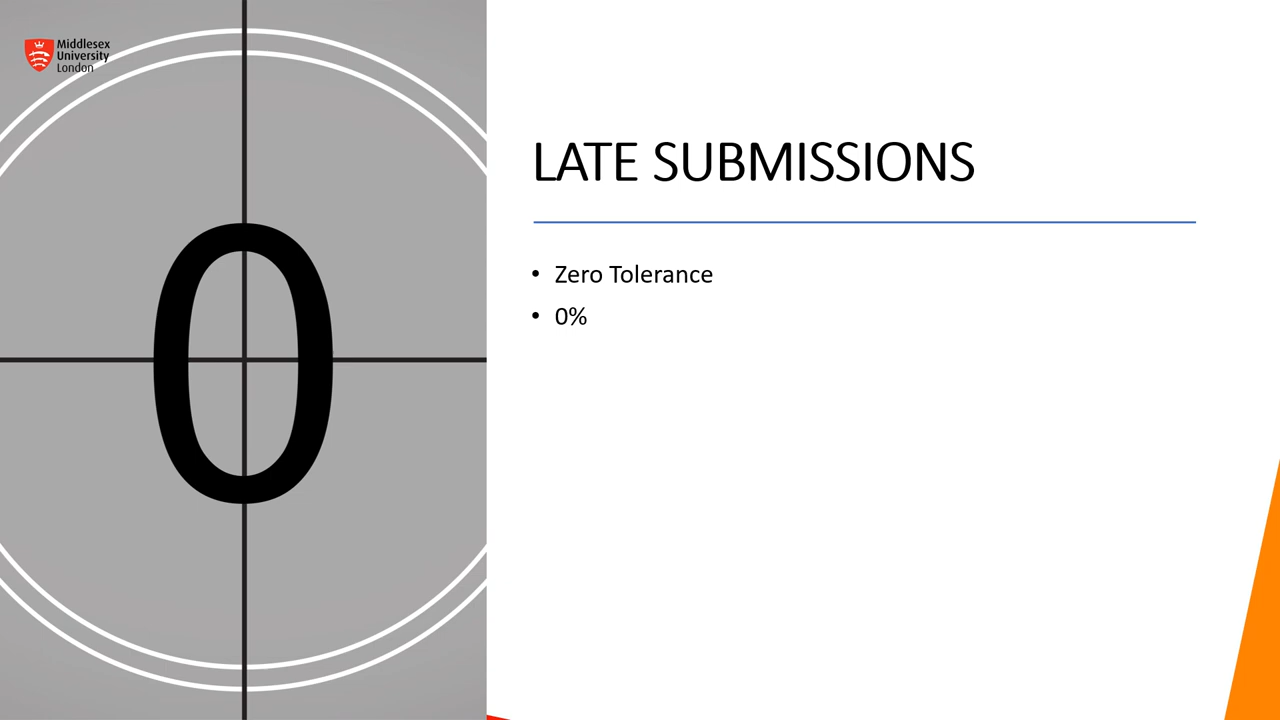 Middlesex
University
London
0
LATE SUBMISSIONS
• Zero Tolerance
• 0%